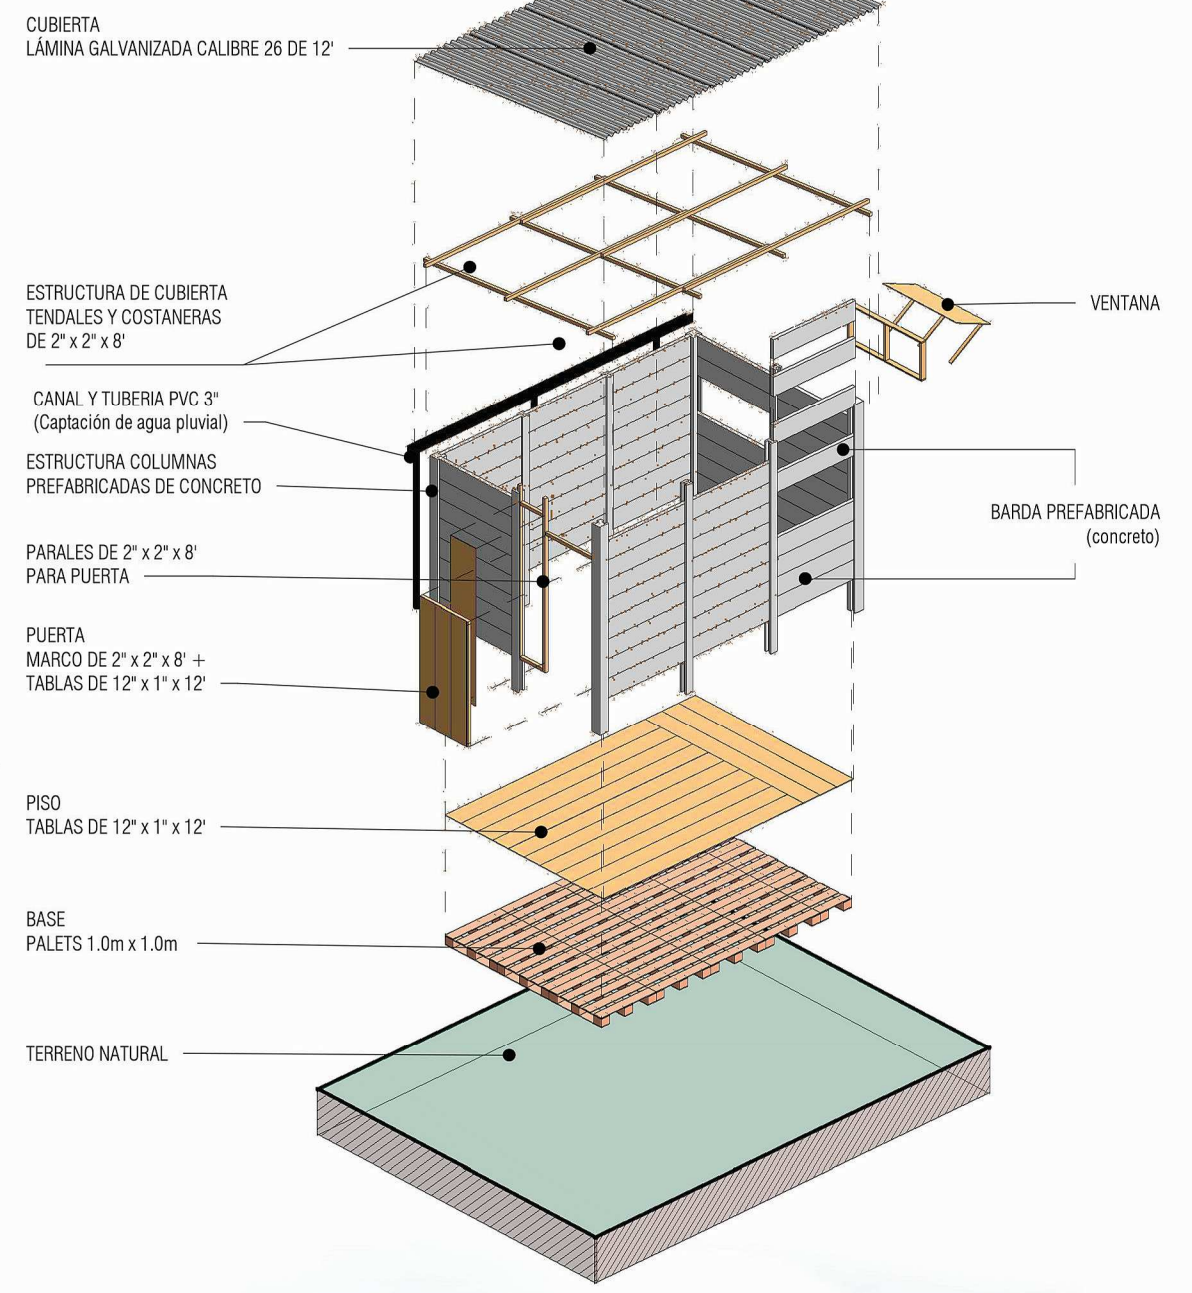 CUBIERTA
LÁMINA GALVANIZADA CALIBRE 26 DE 12'
ESTRUCTURA DE CUBIERTA
TENDALES Y COSTANERAS
DE 2" x 2" x 8'
VENTANA
CANAL Y TUBERIA PVC 3"
(Captación de agua pluvial)
ESTRUCTURA COLUMNAS
PREFABRICADAS DE CONCRETO
BARDA PREFABRICADA
(concreto)
PARALES DE 2" x 2" x 8'
PARA PUERTA
PUERTA
MARCO DE 2" x 2" x 8' +
TABLAS DE 12" x 1" x 12'
PISO
TABLAS DE 12" x 1" x 12'
BASE
PALETS 1.0m x 1.0m
TERRENO NATURAL